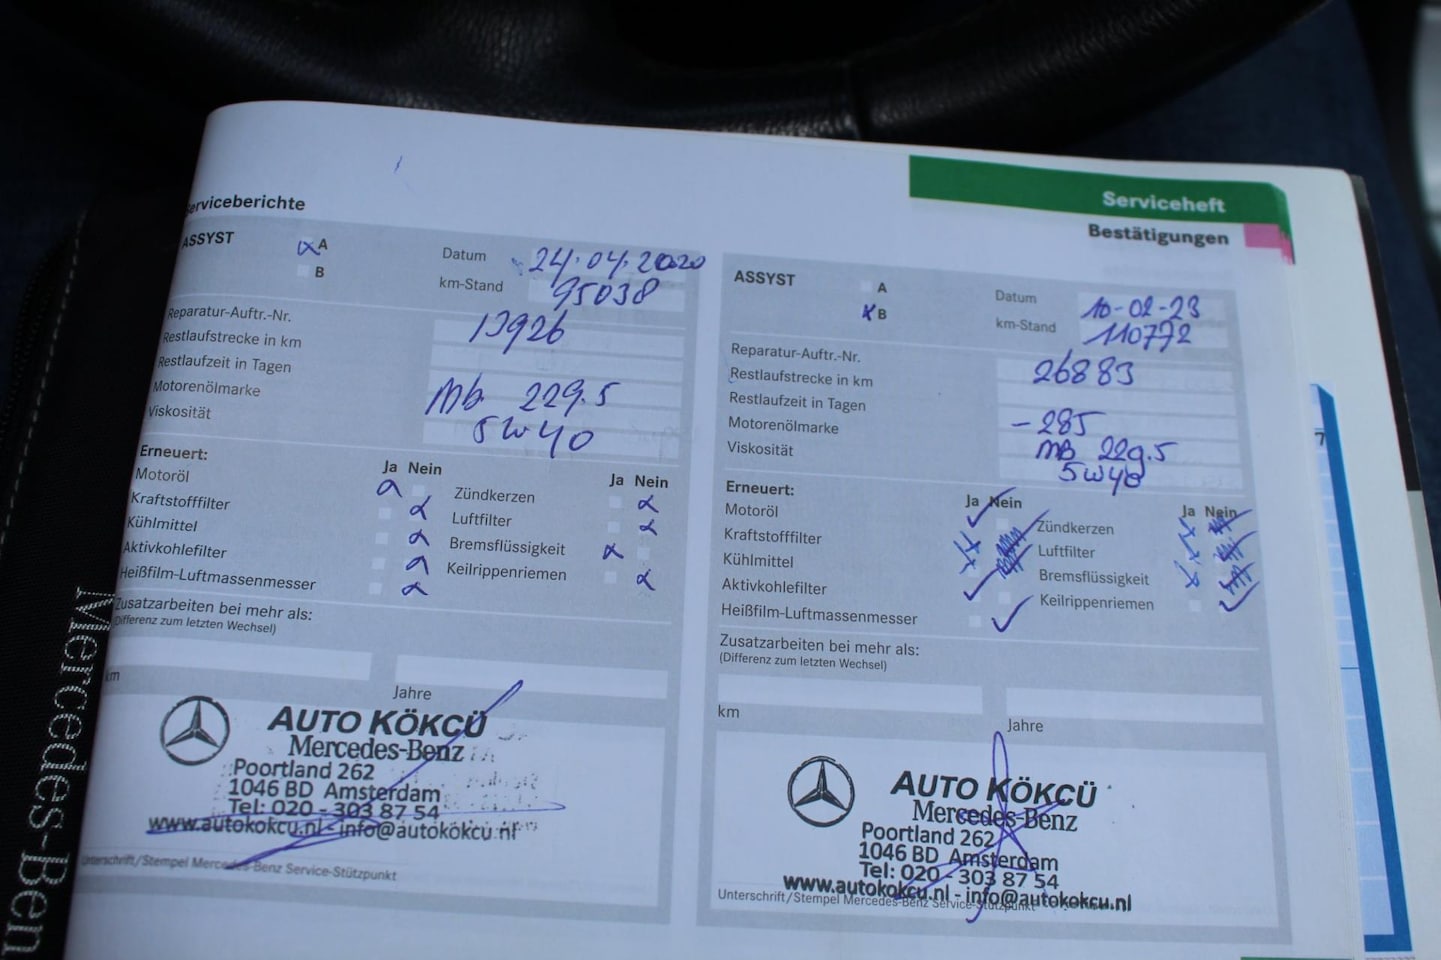 Serviceheft
Bestätigungen
Serviceberichte
ASSYST
A
B
Datum 24.04.2020
km-Stand 95038
Reparatur-Auftr.-Nr. 13926
Restlaufstrecke in km
Restlaufzeit in Tagen
Motorenölmarke Mb 229.5
Viskosität 5W40
Erneuert:
Ja Nein
Motoröl
Kraftstofffilter
Kühlmittel
Aktivkohlefilter
Heißfilm-Luftmassenmesser
Ja Nein
Zündkerzen
Luftfilter
Bremsflüssigkeit
Keilrippenriemen
Zusatzarbeiten bei mehr als:
(Differenz zum letzten Wechsel)
km
Jahre
AUTO KÖKCÜ
Mercedes-Benz
Poortland 262
1046 BD Amsterdam
Tel: 020 - 303 87 54
www.autokokcu.nl - info@autokokcu.nl
Unterschrift/Stempel Mercedes-Benz Service-Stützpunkt
ASSYST
A
B
Datum 10-02-23
km-Stand 110772
Reparatur-Auftr.-Nr. 26883
Restlaufstrecke in km
Restlaufzeit in Tagen -285
Motorenölmarke MB 229.5
Viskosität 5W40
Erneuert:
Ja Nein
Motoröl
Kraftstofffilter
Kühlmittel
Aktivkohlefilter
Heißfilm-Luftmassenmesser
Ja Nein
Zündkerzen
Luftfilter
Bremsflüssigkeit
Keilrippenriemen
Zusatzarbeiten bei mehr als:
(Differenz zum letzten Wechsel)
km
Jahre
AUTO KÖKCÜ
Mercedes-Benz
Poortland 262
1046 BD Amsterdam
Tel: 020 - 303 87 54
www.autokokcu.nl - info@autokokcu.nl
Unterschrift/Stempel Mercedes-Benz Service-Stützpunkt
Mercedes-Ben
7